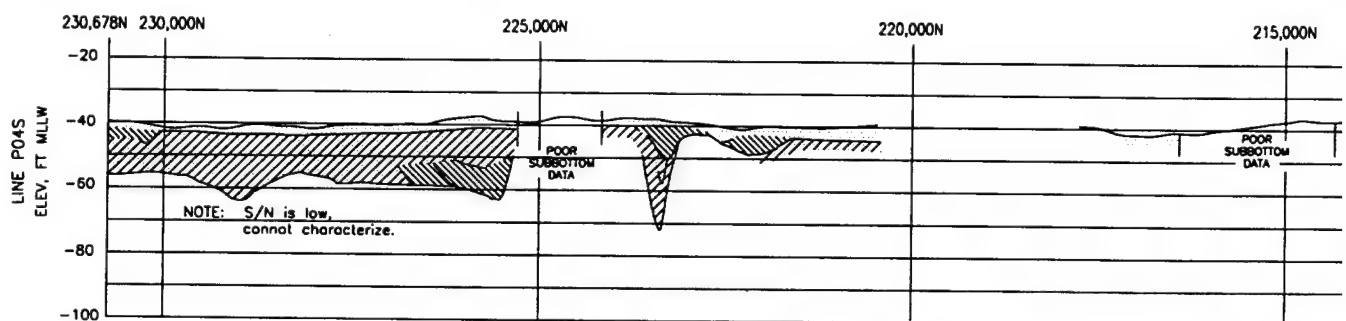 230,678N 230,000N 225,000N 220,000N 215,000N
-20
-40
-60
-80
-100
LINE P04S
ELEV, FT MLLW
POOR
SUBBOTTOM
DATA
POOR
SUBBOTTOM
DATA
NOTE: S/N is low,
connot characterize.